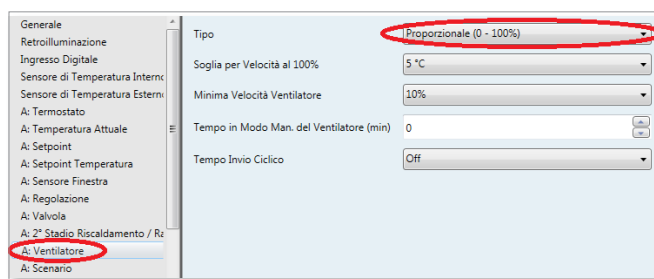 Generale
Retroilluminazione
Ingresso Digitale
Sensore di Temperatura Interno
Sensore di Temperatura Esterno
A: Termostato
A: Temperatura Attuale
A: Setpoint
A: Setpoint Temperatura
A: Sensore Finestra
A: Regolazione
A: Valvola
A: 2° Stadio Riscaldamento / Ra
A: Ventilatore
A: Scenario
Tipo Proporzionale (0 - 100%)
Soglia per Velocità al 100% 5 °C
Minima Velocità Ventilatore 10%
Tempo in Modo Man. del Ventilatore (min) 0
Tempo Invio Ciclico Off